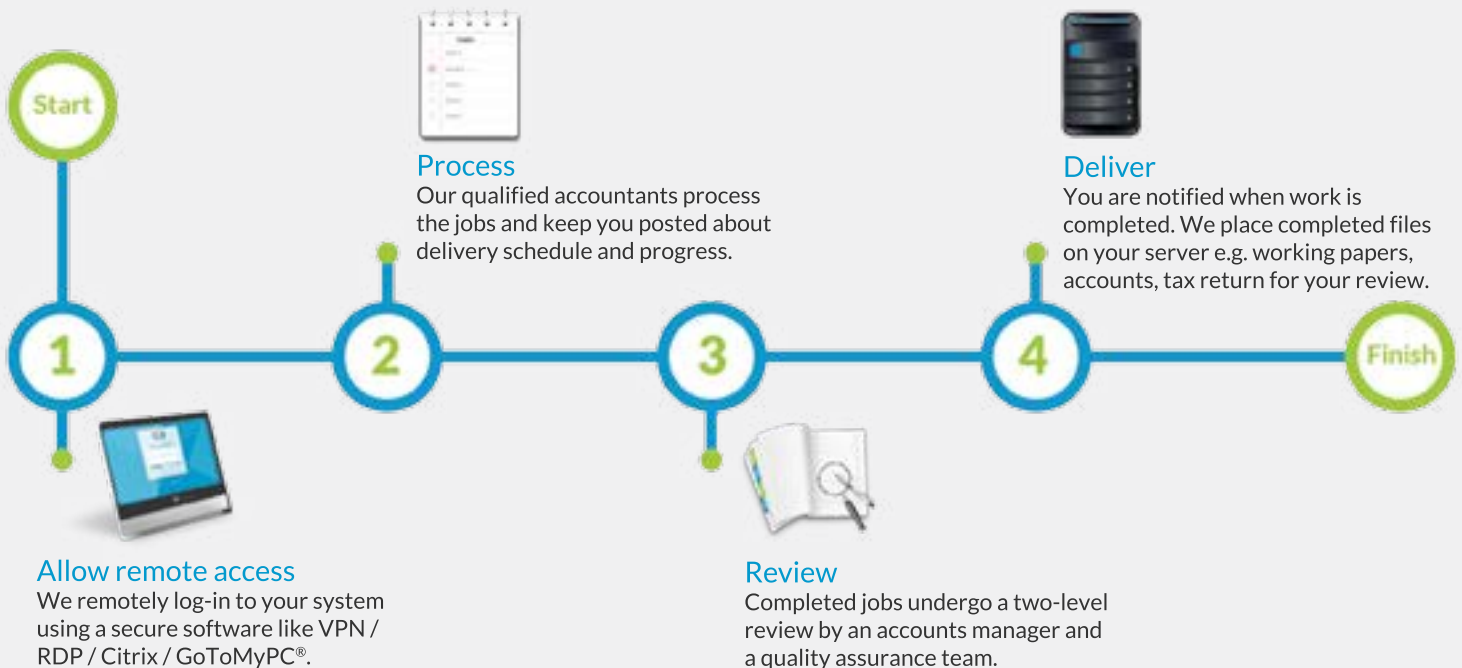 Start
1
Allow remote access
We remotely log-in to your system
using a secure software like VPN /
RDP / Citrix / GoToMyPC®.
2
Process
Our qualified accountants process
the jobs and keep you posted about
delivery schedule and progress.
3
Review
Completed jobs undergo a two-level
review by an accounts manager and
a quality assurance team.
4
Deliver
You are notified when work is
completed. We place completed files
on your server e.g. working papers,
accounts, tax return for your review.
Finish